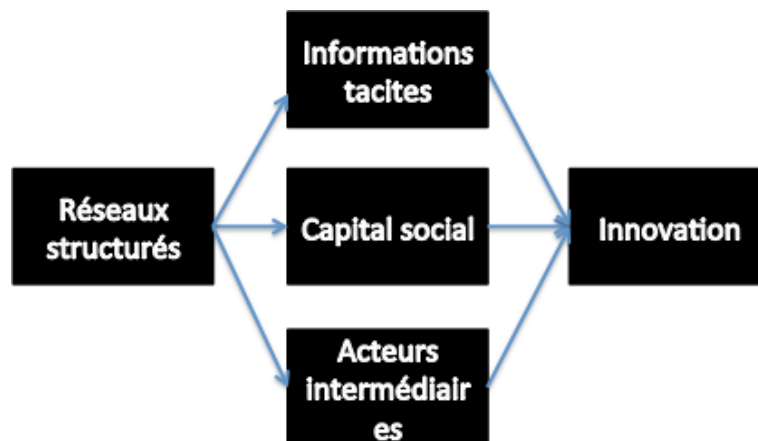 Informations
tacites
Réseaux
structurés
Capital social
Innovation
Acteurs
intermédiair
es